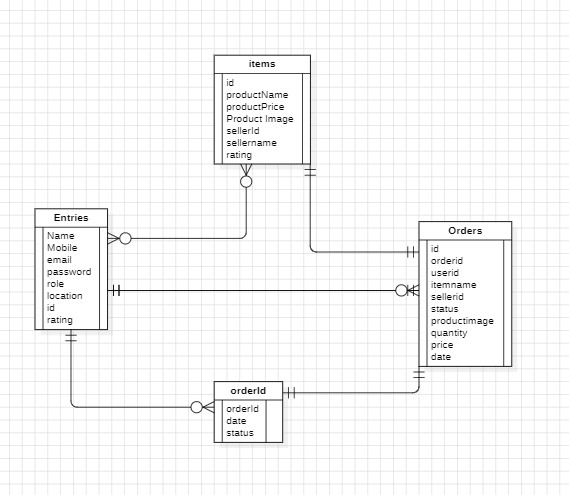 items
id
productName
productPrice
Product Image
sellerId
sellername
rating
Entries
Name
Mobile
email
password
role
location
id
rating
Orders
id
orderid
userid
itemname
sellerid
status
productimage
quantity
price
date
orderId
orderId
date
status